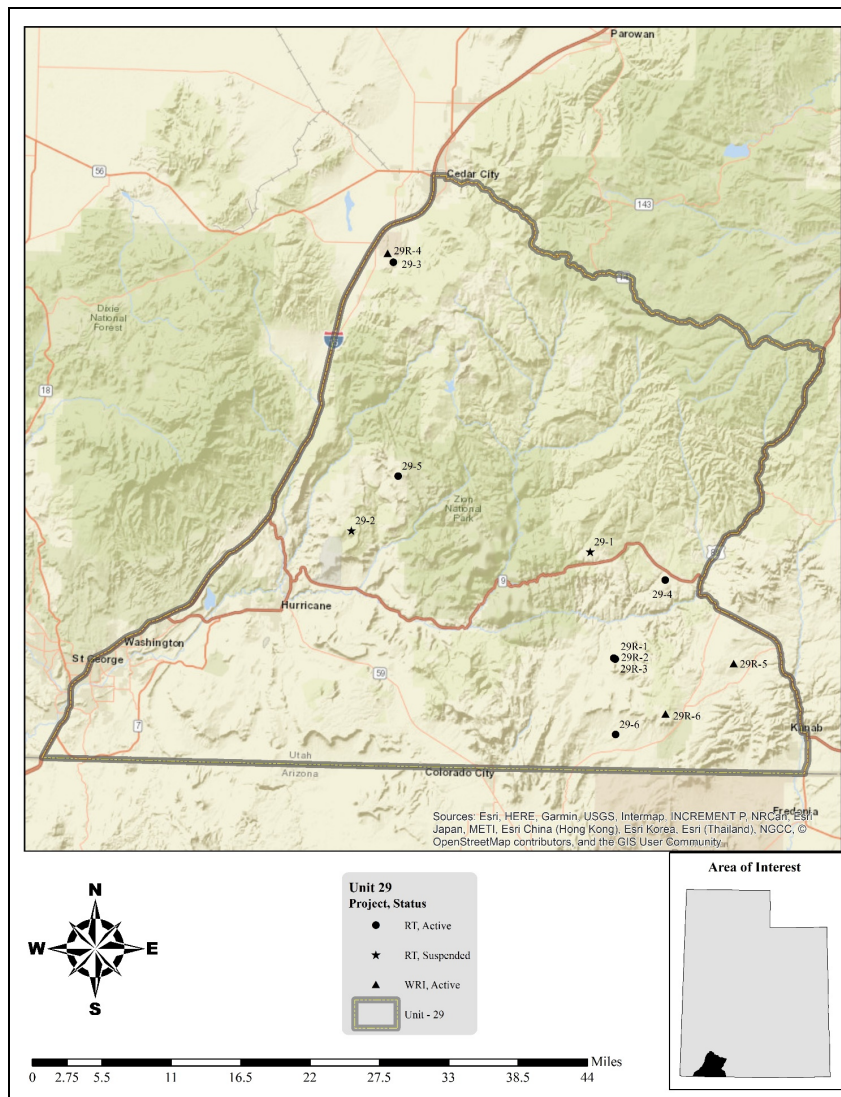 Parowan
56
Cedar City
143
29R-4
29-3
14
Dixie
National
Forest
18
29-5
Zion
National
Park
29-2
29-1
89
9
29-4
Hurricane
Washington
St George
29R-1
29R-2
29R-3
29R-5
59
29R-6
7
29-6
Kanab
Utah
Arizona
Colorado City
Fredonia
Sources: Esri, HERE, Garmin, USGS, Intermap, INCREMENT P, NRCan, Esri
Japan, METI, Esri China (Hong Kong), Esri Korea, Esri (Thailand), NGCC, ©
OpenStreetMap contributors, and the GIS User Community
Area of Interest
N
W E
S
Unit 29
Project, Status
RT, Active
RT, Suspended
WRI, Active
Unit - 29
Miles
0 2.75 5.5 11 16.5 22 27.5 33 38.5 44